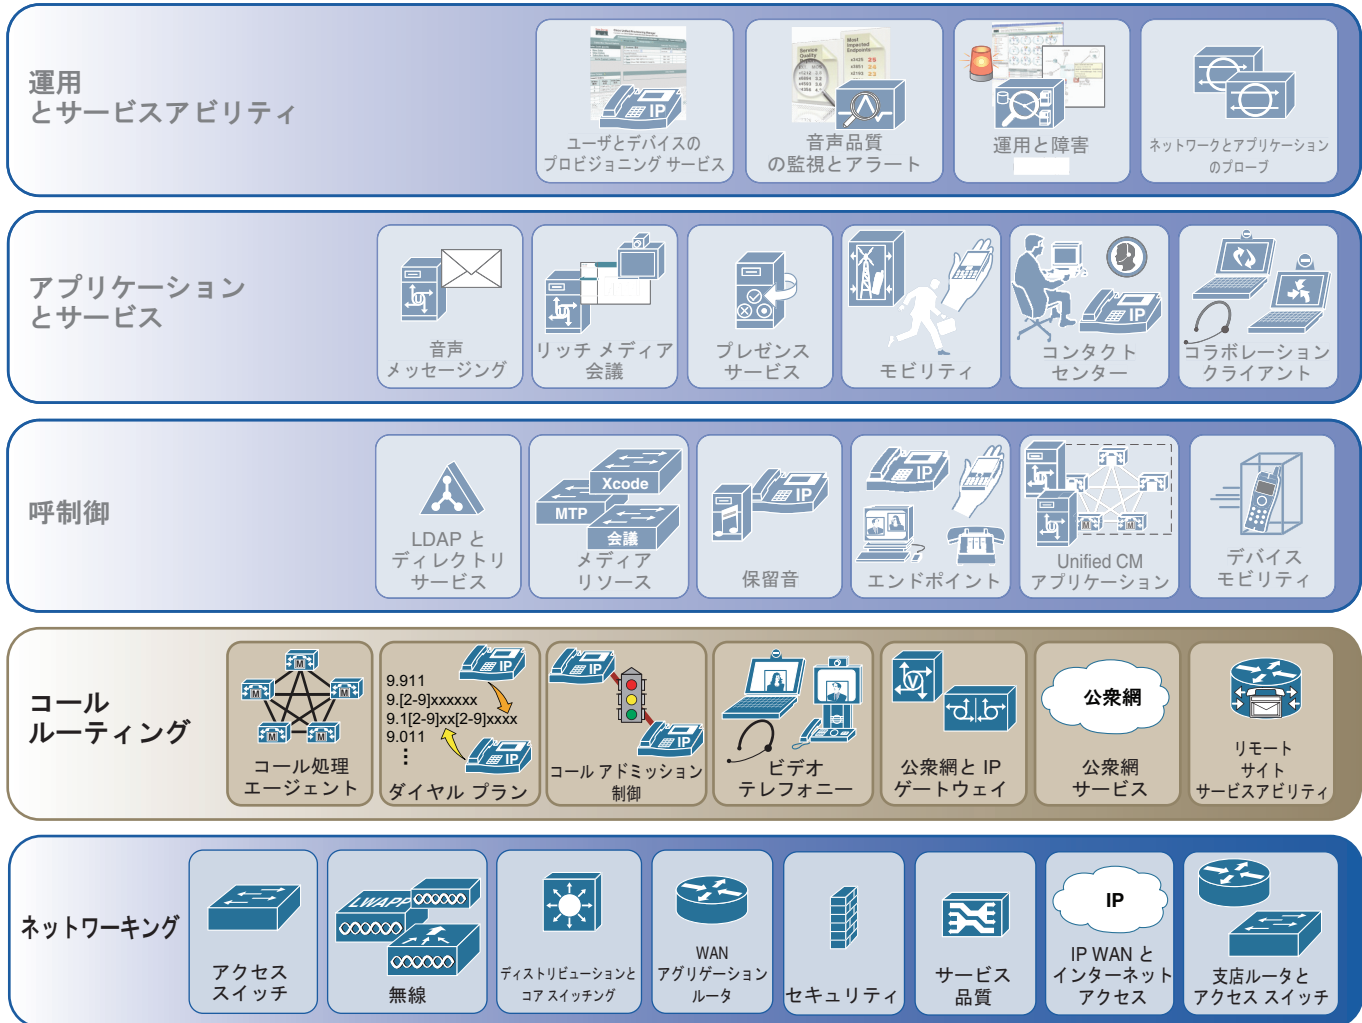 運用
とサービスアビリティ
IP
ユーザとデバイスの
プロビジョニング サービス
Service
Quality
Most
Impacted
Endpoints
音声品質
の監視とアラート
運用と障害
ネットワークとアプリケーション
のプローブ
アプリケーション
とサービス
音声
メッセージング
リッチ メディア
会議
プレゼンス
サービス
モビリティ
IP
コンタクト
センター
コラボレーション
クライアント
呼制御
LDAP と
ディレクトリ
サービス
Xcode
MTP
会議
メディア
リソース
IP
保留音
IP
エンドポイント
Unified CM
アプリケーション
デバイス
モビリティ
コール
ルーティング
M
M
M
M
M
コール処理
エージェント
9.911
9.[2-9]xxxxxx
9.1[2-9]xx[2-9]xxxx
9.011
⋮
IP
IP
ダイヤル プラン
IP
IP
コール アドミッション
制御
ビデオ
テレフォニー
V
公衆網と IP
ゲートウェイ
公衆網
公衆網
サービス
リモート
サイト
サービスアビリティ
ネットワーキング
アクセス
スイッチ
LWAPP
無線
ディストリビューションと
コア スイッチング
WAN
アグリゲーション
ルータ
セキュリティ
サービス
品質
IP
IP WAN と
インターネット
アクセス
支店ルータと
アクセス スイッチ